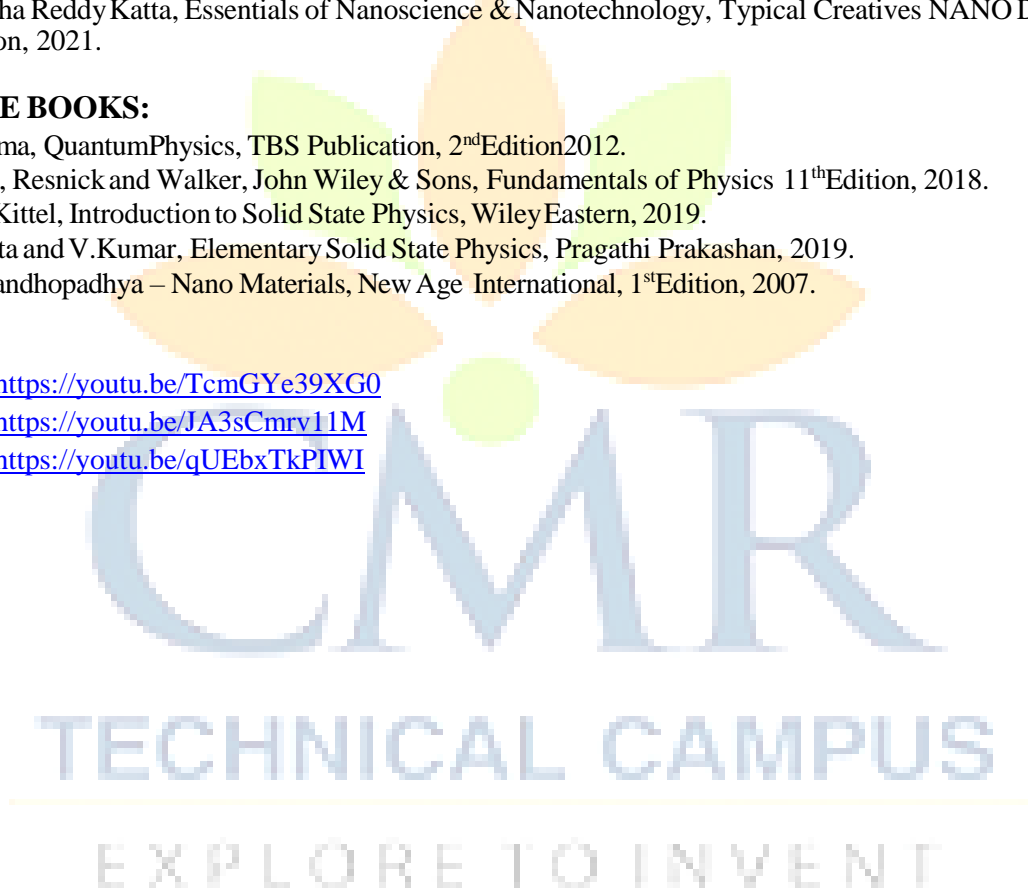 ha Reddy Katta, Essentials of Nanoscience & Nanotechnology, Typical Creatives NANO D
on, 2021.
E BOOKS:
ma, QuantumPhysics, TBS Publication, 2ndEdition2012.
, Resnick and Walker, John Wiley & Sons, Fundamentals of Physics 11thEdition, 2018.
Kittel, Introduction to Solid State Physics, Wiley Eastern, 2019.
ta and V.Kumar, Elementary Solid State Physics, Pragathi Prakashan, 2019.
andhopadhya – Nano Materials, New Age International, 1stEdition, 2007.
https://youtu.be/TcmGYe39XG0
https://youtu.be/JA3sCmrv11M
https://youtu.be/qUEbxTkPIWI
CMR
TECHNICAL CAMPUS
EXPLORE TO INVENT